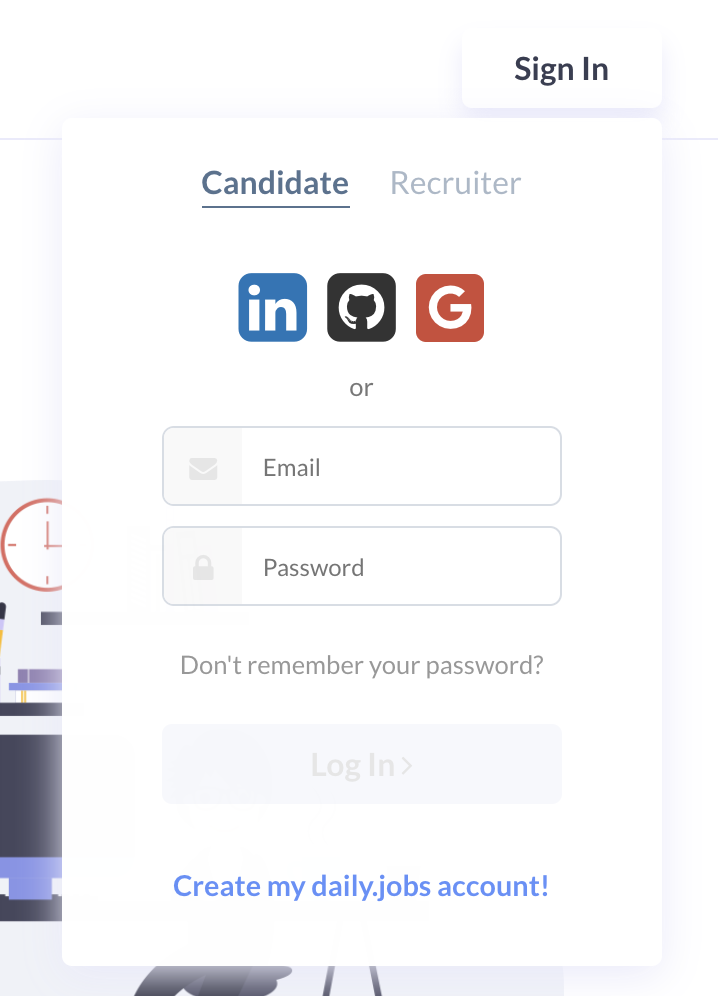 Sign In
Candidate Recruiter
in G
or
Email
Password
Don't remember your password?
Log In
Create my daily.jobs account!